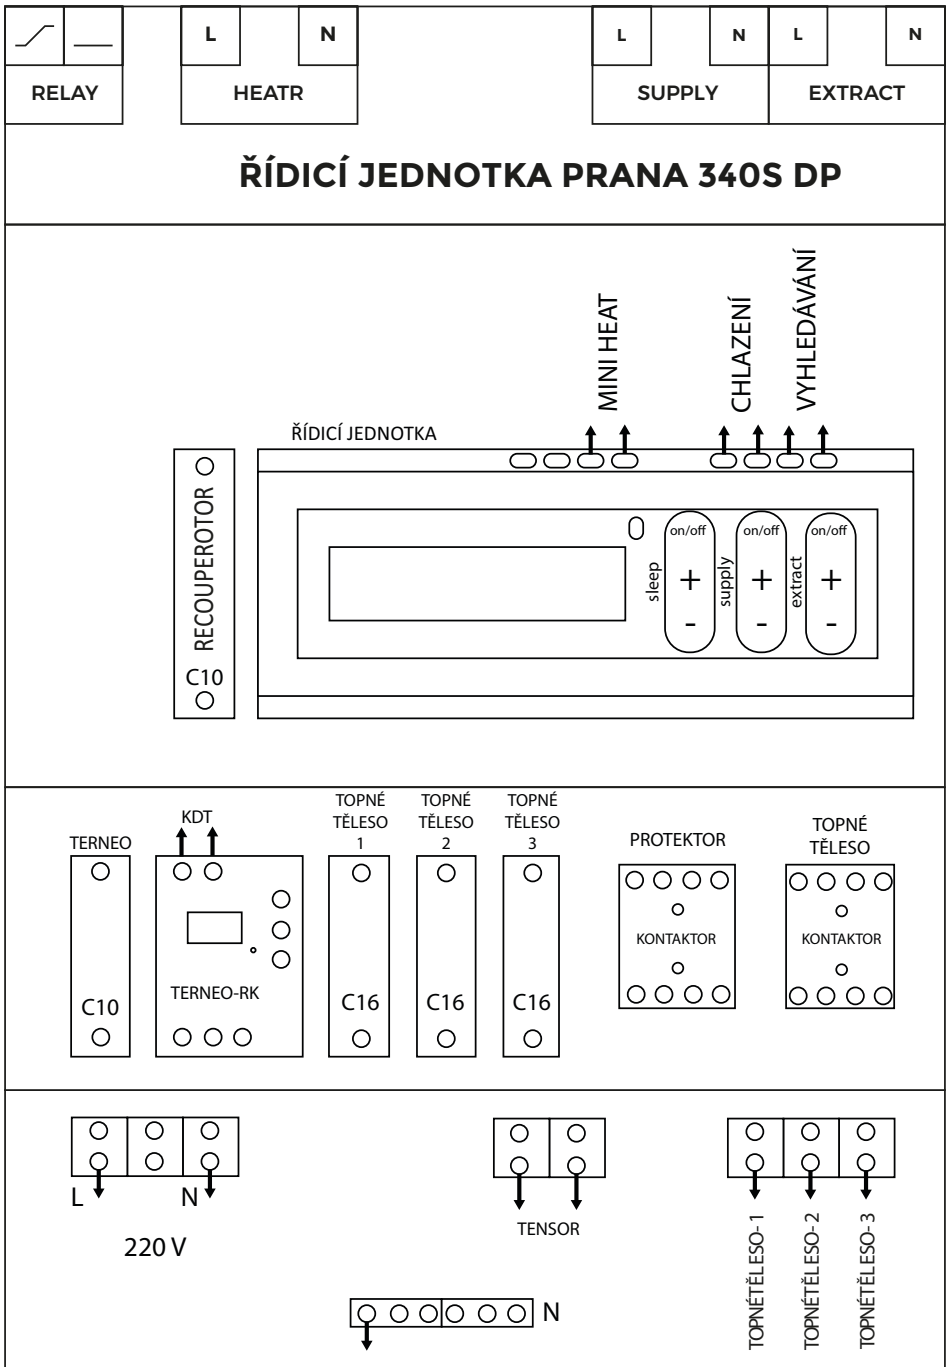 L N L N L N
RELAY HEATR SUPPLY EXTRACT
ŘÍDICÍ JEDNOTKA PRANA 340S DP
MINI HEAT
CHLAZENÍ
VYHLEDÁVÁNÍ
ŘÍDICÍ JEDNOTKA
RECOUPEROTOR
C10
on/off on/off on/off
sleep + supply + extract +
- - -
TERNEO
C10
KDT
TERNEO-RK
TOPNÉ
TĚLESO
1
C16
TOPNÉ
TĚLESO
2
C16
TOPNÉ
TĚLESO
3
C16
PROTEKTOR
KONTAKTOR
TOPNÉ
TĚLESO
KONTAKTOR
L N
220 V
TENSOR
TOPNÉTĚLESO- 1
TOPNÉTĚLESO- 2
TOPNÉTĚLESO- 3
N